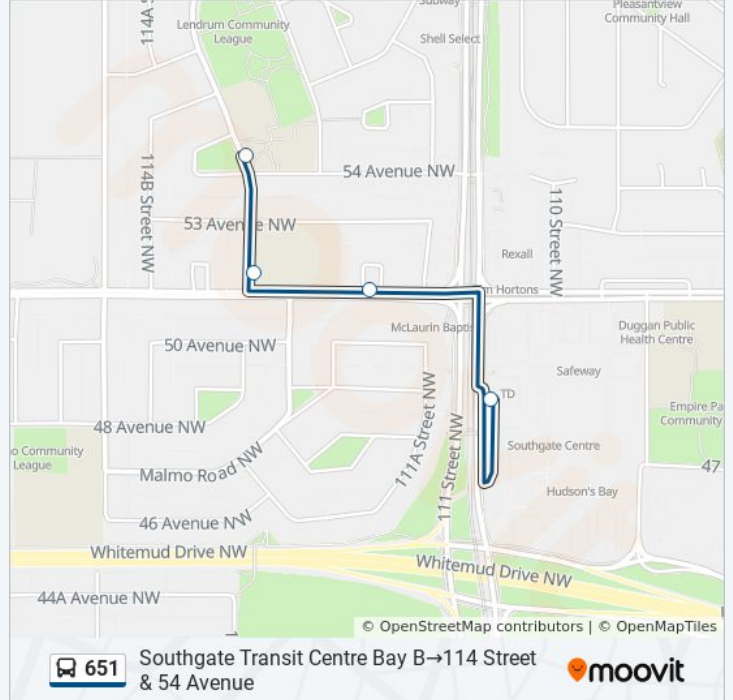 Subway
Pleasantview
Community Hall
114A S
Lendrum Community
League
Shell Select
54 Avenue NW
114B Street NW
110 Street NW
53 Avenue NW
Rexall
m Hortons
McLaurin Baptis
Duggan Public
Health Centre
50 Avenue NW
Safeway
TD
111A Street NW
Empire Pa
Community
48 Avenue NW
111 Street NW
Southgate Centre
o Community
League
Malmo Road NW
47
Hudson's Bay
46 Avenue NW
Whitemud Drive NW
Whitemud Drive NW
44A Avenue NW
1
© OpenStreetMap contributors | © OpenMapTiles
651
Southgate Transit Centre Bay B→114 Street
& 54 Avenue
moovit